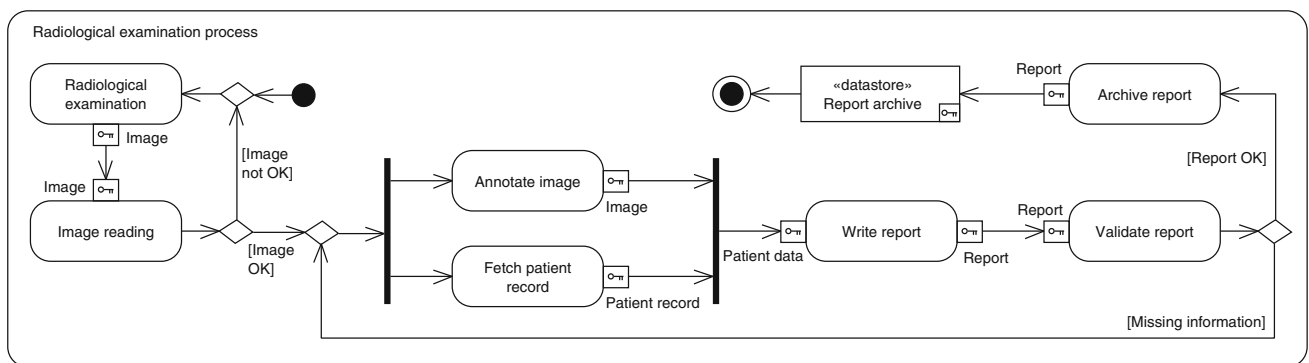 Radiological examination process
Radiological
examination
Image
Image
Image reading
[Image
not OK]
[Image
OK]
Annotate image
Image
Fetch patient
record
Patient record
Patient data
Write report
Report
Report
Validate report
[Missing information]
[Report OK]
Archive report
Report
«datastore»
Report archive